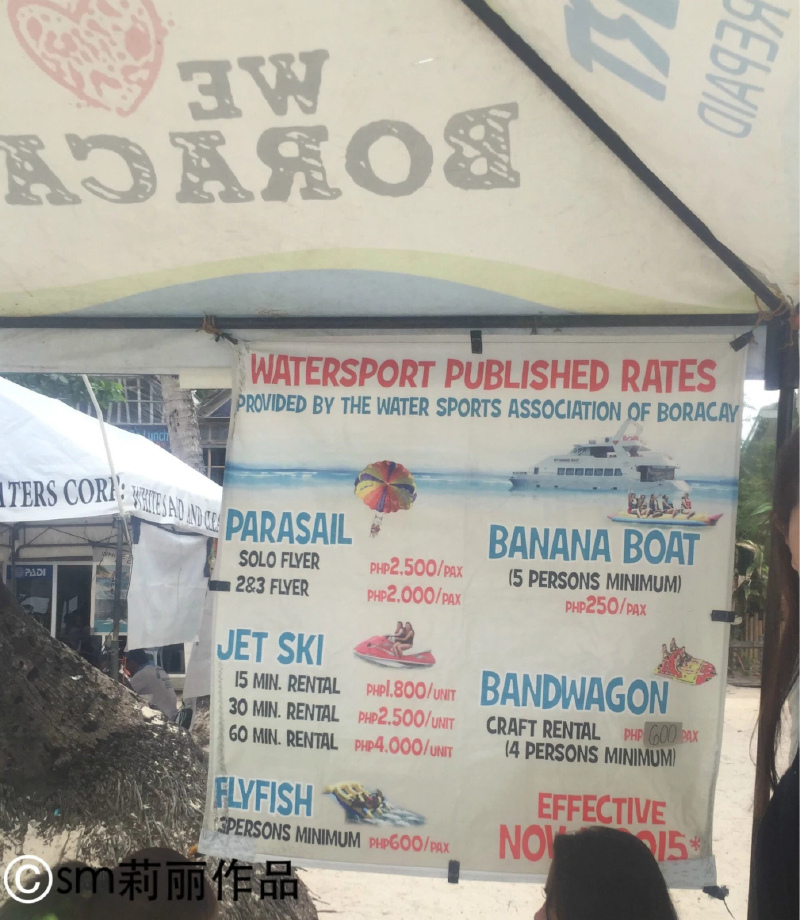 WE
BORACA
REPAID
WATERSPORT PUBLISHED RATES
PROVIDED BY THE WATER SPORTS ASSOCIATION OF BORACAY
PARASAIL
SOLO FLYER PHP2.500/PAX
2&3 FLYER PHP2.000/PAX
JET SKI
15 MIN. RENTAL PHP1.800/UNIT
30 MIN. RENTAL PHP2.500/UNIT
60 MIN. RENTAL PHP4.000/UNIT
FLYFISH
3PERSONS MINIMUM PHP600/PAX
BANANA BOAT
(5 PERSONS MINIMUM)
PHP250/PAX
BANDWAGON
CRAFT RENTAL PHP 600 PAX
(4 PERSONS MINIMUM)
EFFECTIVE
ATERS CORP.
PADI
©sm莉丽作品